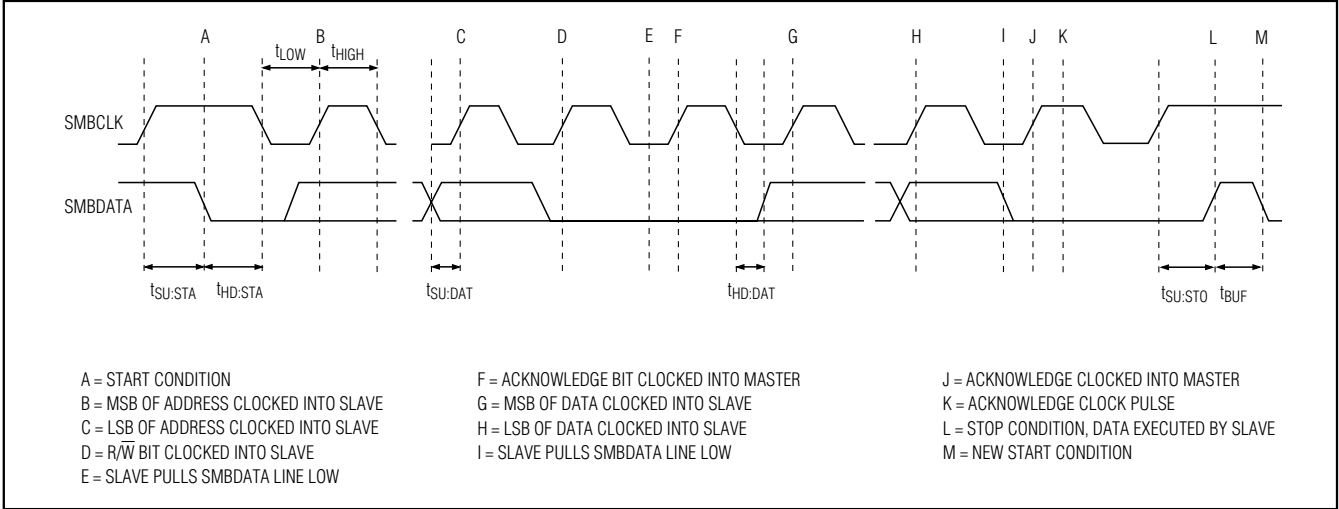 A B C D E F G H I J K L M
tLOW tHIGH
SMBCLK
SMBDATA
tSU:STA tHD:STA tSU:DAT tHD:DAT tSU:STO tBUF
A = START CONDITION
B = MSB OF ADDRESS CLOCKED INTO SLAVE
C = LSB OF ADDRESS CLOCKED INTO SLAVE
D = R/W̅ BIT CLOCKED INTO SLAVE
E = SLAVE PULLS SMBDATA LINE LOW
F = ACKNOWLEDGE BIT CLOCKED INTO MASTER
G = MSB OF DATA CLOCKED INTO SLAVE
H = LSB OF DATA CLOCKED INTO SLAVE
I = SLAVE PULLS SMBDATA LINE LOW
J = ACKNOWLEDGE CLOCKED INTO MASTER
K = ACKNOWLEDGE CLOCK PULSE
L = STOP CONDITION, DATA EXECUTED BY SLAVE
M = NEW START CONDITION